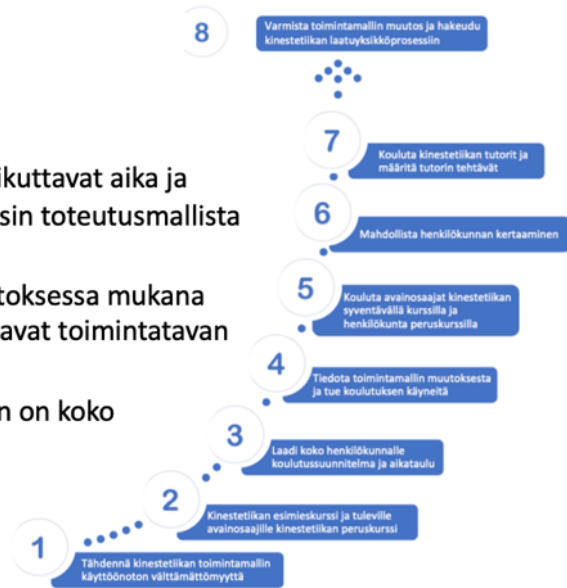 8
Varmista toimintamallin muutos ja hakeudu
kinestetiikan laatuyksikköprosessiin
7
Kouluta kinestetiikan tutorit ja
määritä tutorin tehtävät
6
Mahdollista henkilökunnan kertaaminen
5
Kouluta avainosaajat kinestetiikan
syventävällä kurssilla ja
henkilökunta peruskurssilla
4
Tiedota toimintamallin muutoksesta
ja tue koulutuksen käyneitä
3
Laadi koko henkilökunnalle
koulutussuunnitelma ja aikataulu
2
Kinestetiikan esimieskurssi ja tuleville
avainosaajille kinestetiikan peruskurssi
1
Tähdennä kinestetiikan toimintamallin
käyttöönoton välttämättömyyttä
ikuttavat aika ja
sin toteutusmallista
toksessa mukana
tavat toimintatavan
n on koko